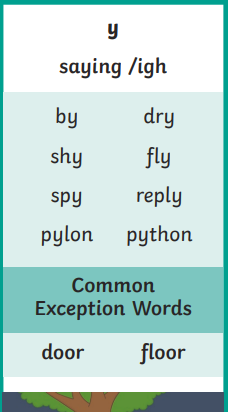 y
saying /igh
by dry
shy fly
spy reply
pylon python
Common
Exception Words
door floor